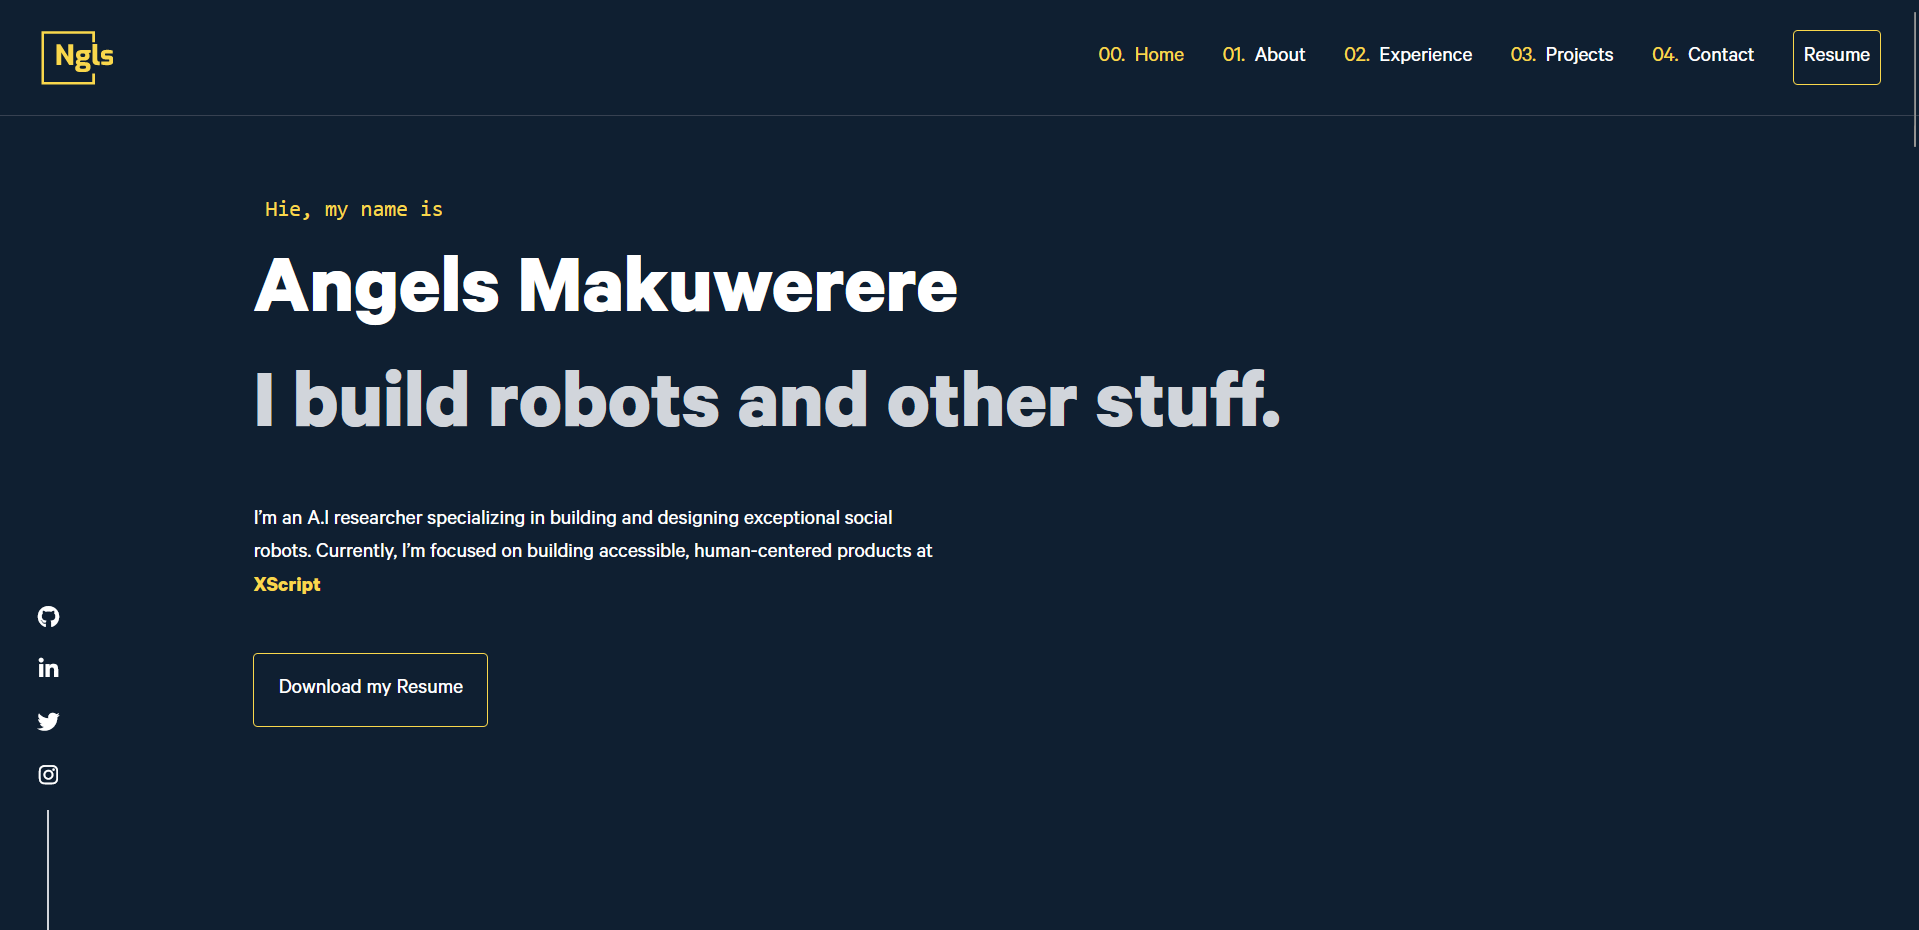 Ngls
00. Home 01. About 02. Experience 03. Projects 04. Contact Resume
Hie, my name is
Angels Makuwerere
I build robots and other stuff.
I’m an A.I researcher specializing in building and designing exceptional social
robots. Currently, I’m focused on building accessible, human-centered products at
XScript
in
Download my Resume